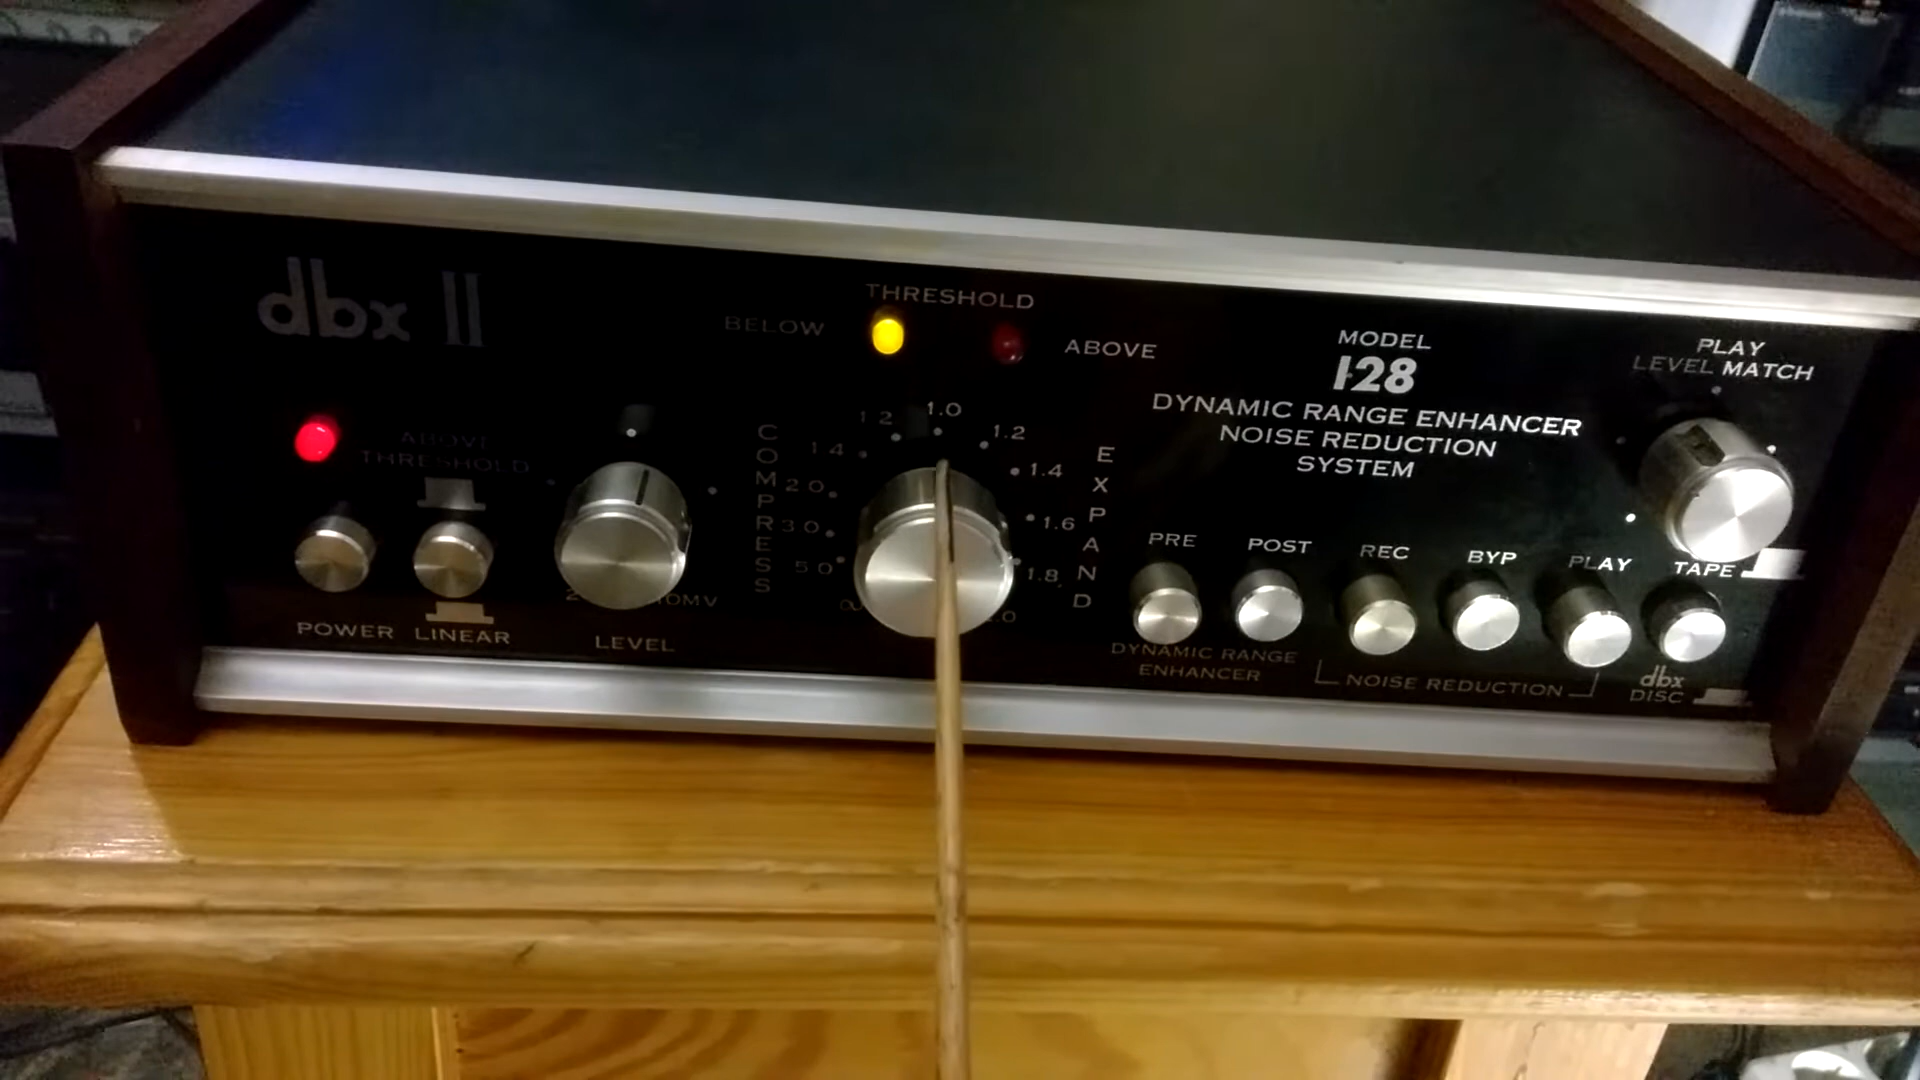 dbx II
THRESHOLD
BELOW
ABOVE
MODEL
128
DYNAMIC RANGE ENHANCER
NOISE REDUCTION
SYSTEM
PLAY
LEVEL MATCH
ABOVE
THRESHOLD
POWER
LINEAR
LEVEL
COMPRESS
1.0
1.2
1.4
2.0
3.0
5.0
∞
1.2
1.4
1.6
1.8
EXPAND
PRE
POST
REC
BYP
PLAY
TAPE
DYNAMIC RANGE
ENHANCER
NOISE REDUCTION
dbx
DISC